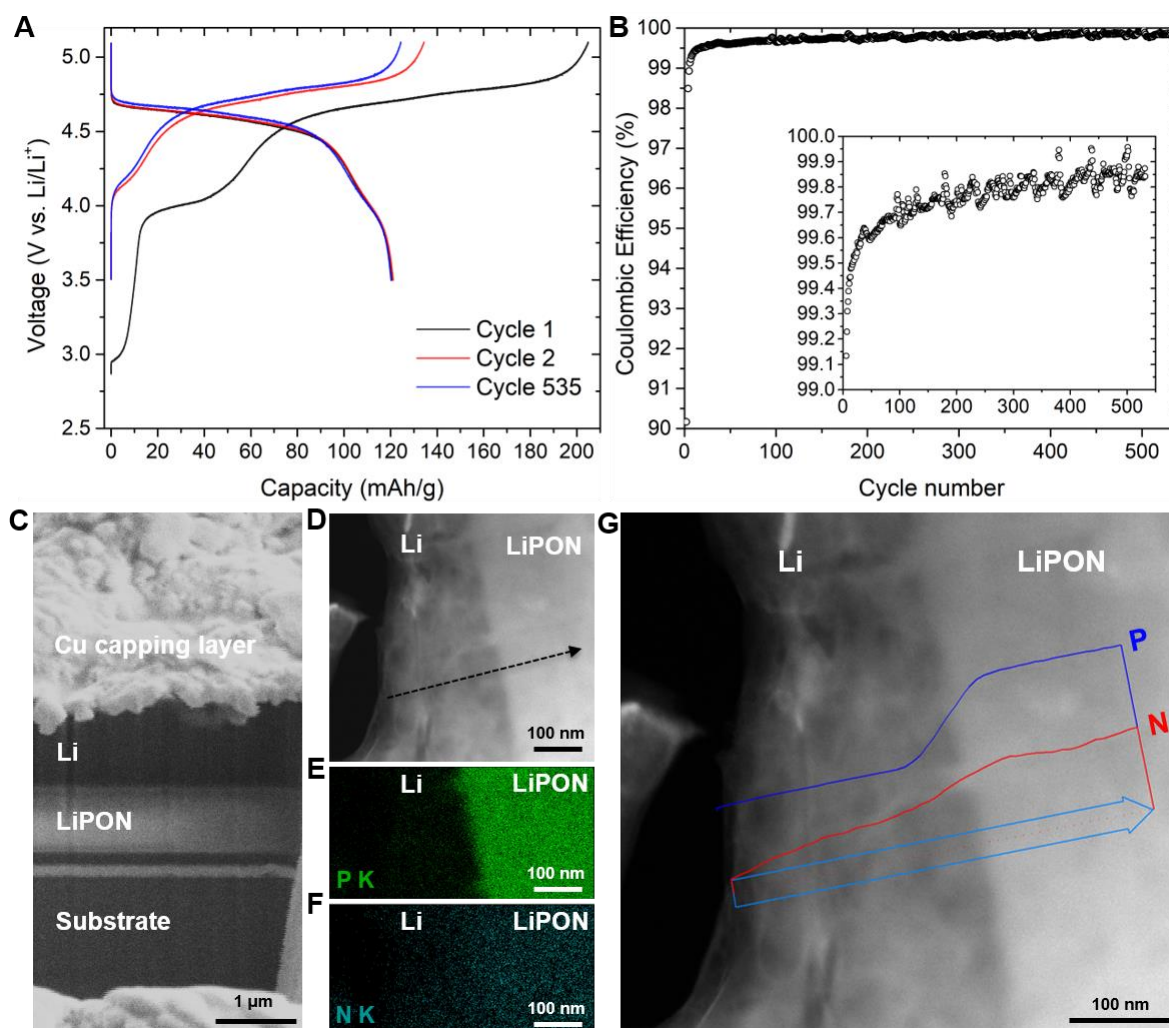 A
Voltage (V vs. Li/Li⁺)
5.0
4.5
4.0
3.5
3.0
2.5
Cycle 1
Cycle 2
Cycle 535
0 20 40 60 80 100 120 140 160 180 200
Capacity (mAh/g)
B
Coulombic Efficiency (%)
100
99
98
97
96
95
94
93
92
91
90
100.0
99.9
99.8
99.7
99.6
99.5
99.4
99.3
99.2
99.1
99.0
0 100 200 300 400 500
0 100 200 300 400 500
Cycle number
C
Cu capping layer
Li
LiPON
Substrate
1 µm
D
Li
LiPON
100 nm
E
Li
LiPON
P K
100 nm
F
Li
LiPON
N K
100 nm
G
Li
LiPON
P
N
100 nm